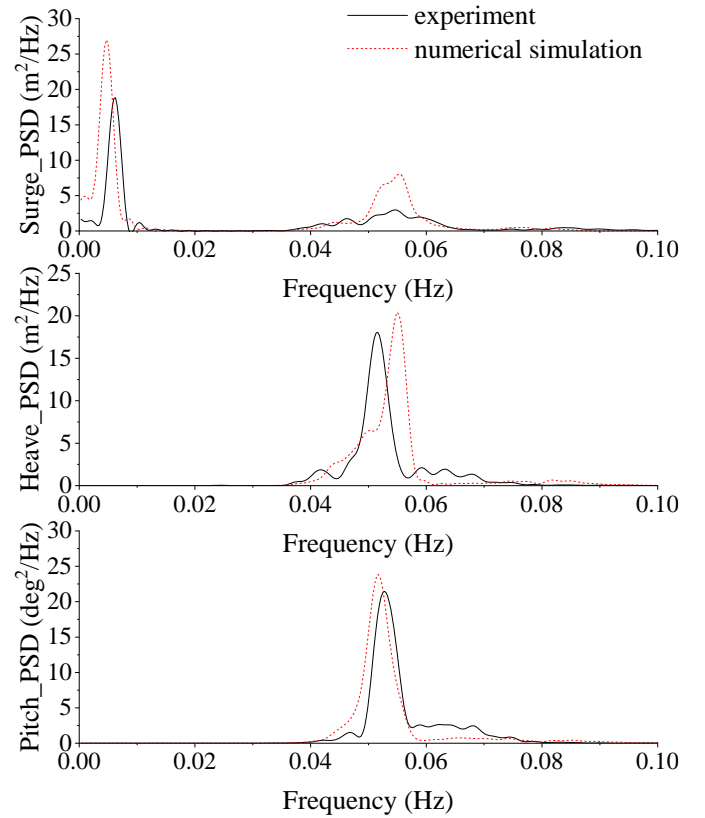 experiment
numerical simulation
Surge_PSD (m²/Hz)
30
25
20
15
10
5
0
0.00 0.02 0.04 0.06 0.08 0.10
Frequency (Hz)
Heave_PSD (m²/Hz)
25
20
15
10
5
0
0.00 0.02 0.04 0.06 0.08 0.10
Frequency (Hz)
Pitch_PSD (deg²/Hz)
30
25
20
15
10
5
0
0.00 0.02 0.04 0.06 0.08 0.10
Frequency (Hz)